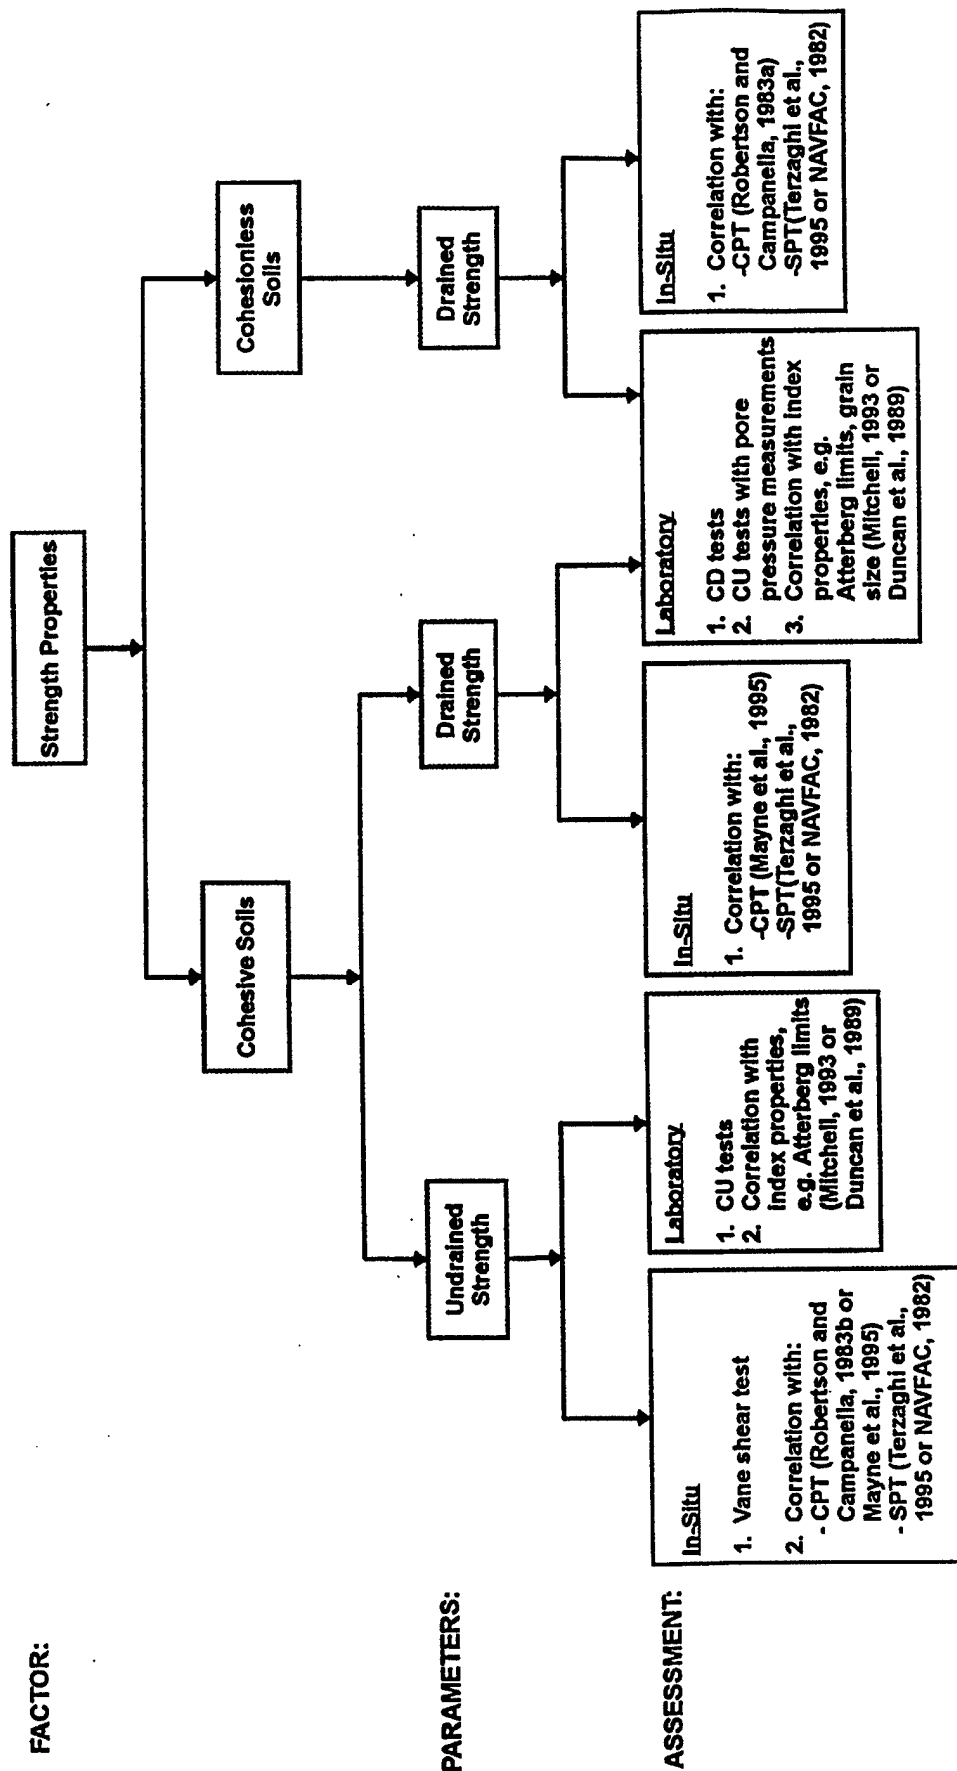 FACTOR:
Strength Properties
Cohesive Soils
Cohesionless
Soils
PARAMETERS:
Undrained
Strength
Drained
Strength
Drained
Strength
ASSESSMENT:
In-Situ
1. Vane shear test
2. Correlation with:
- CPT (Robertson and
Campanella, 1983b or
Mayne et al., 1995)
- SPT (Terzaghi et al.,
1995 or NAVFAC, 1982)
Laboratory
1. CU tests
2. Correlation with
index properties,
e.g. Atterberg limits
(Mitchell, 1993 or
Duncan et al., 1989)
In-Situ
1. Correlation with:
-CPT (Mayne et al., 1995)
-SPT(Terzaghi et al.,
1995 or NAVFAC, 1982)
Laboratory
1. CD tests
2. CU tests with pore
pressure measurements
3. Correlation with index
properties, e.g.
Atterberg limits, grain
size (Mitchell, 1993 or
Duncan et al., 1989)
In-Situ
1. Correlation with:
-CPT (Robertson and
Campanella, 1983a)
-SPT(Terzaghi et al.,
1995 or NAVFAC, 1982)